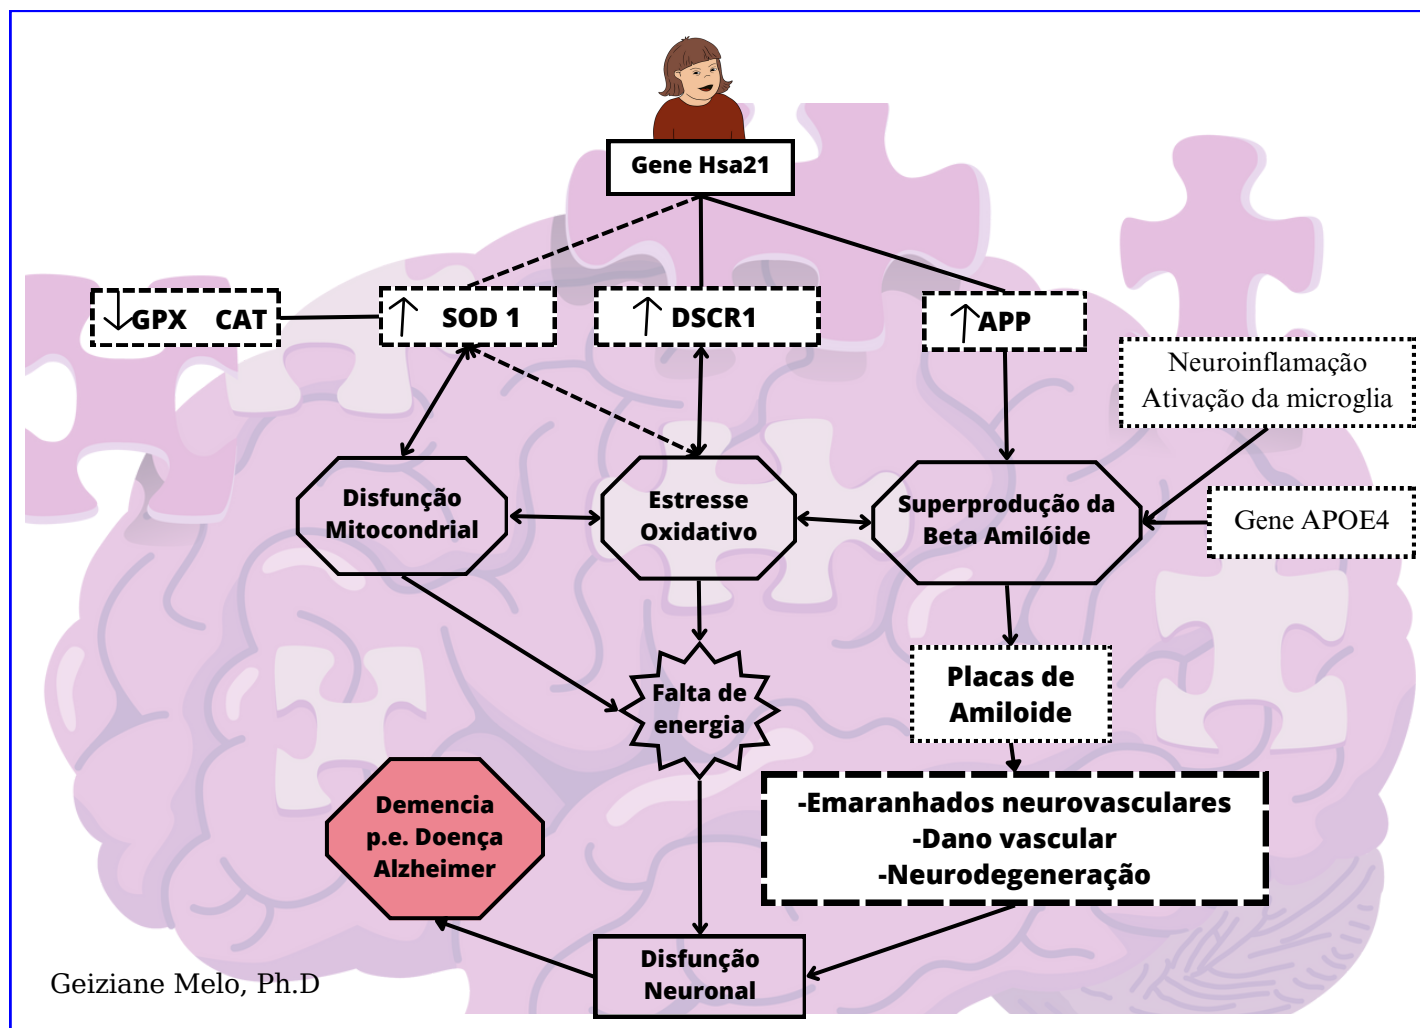 Gene Hsa21
↓GPX CAT
↑ SOD 1
↑ DSCR1
↑APP
Neuroinflamação
Ativação da microglia
Disfunção
Mitocondrial
Estresse
Oxidativo
Superprodução da
Beta Amilóide
Gene APOE4
Falta de
energia
Placas de
Amiloide
Demencia
p.e. Doença
Alzheimer
-Emaranhados neurovasculares
-Dano vascular
-Neurodegeneração
Disfunção
Neuronal
Geiziane Melo, Ph.D